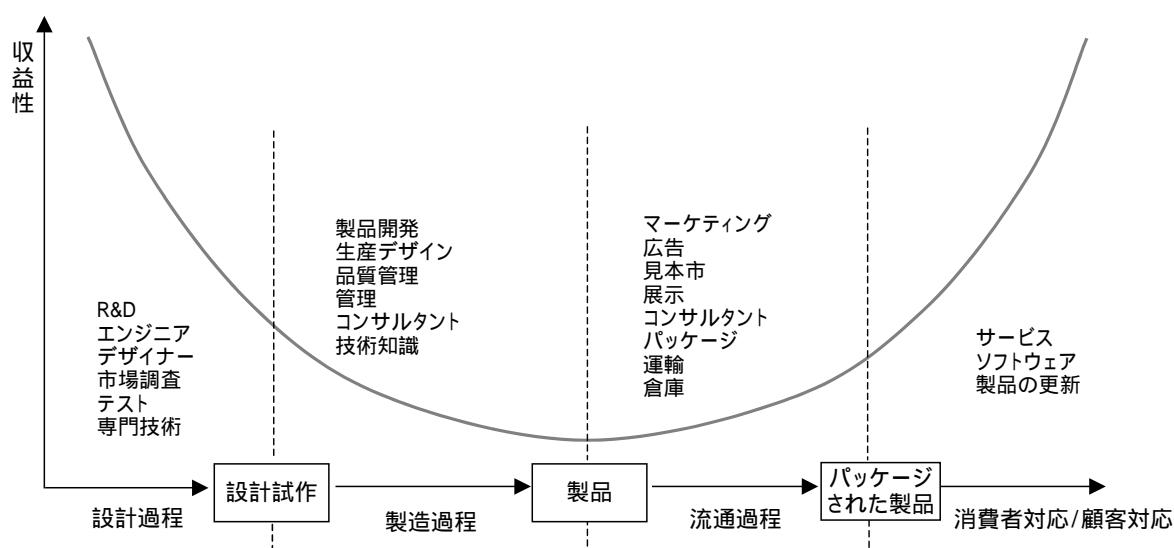 収益性
R&D
エンジニア
デザイナー
市場調査
テスト
専門技術
製品開発
生産デザイン
品質管理
管理
コンサルタント
技術知識
マーケティング
広告
見本市
展示
コンサルタント
パッケージ
運輸
倉庫
サービス
ソフトウェア
製品の更新
設計過程
設計試作
製造過程
製品
流通過程
パッケージ
された製品
消費者対応/顧客対応